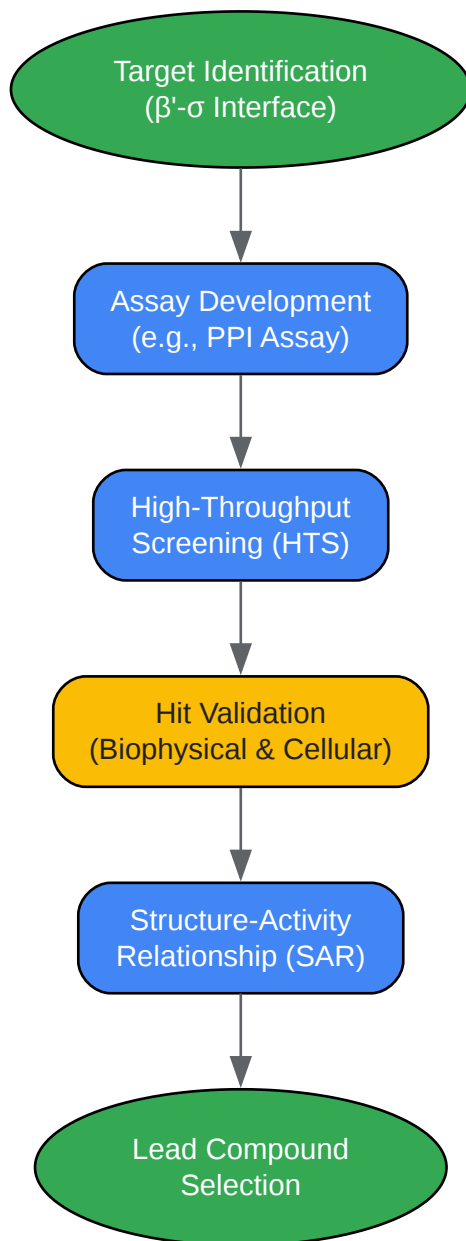 Target Identification
(β'-σ Interface)
Assay Development
(e.g., PPI Assay)
High-Throughput
Screening (HTS)
Hit Validation
(Biophysical & Cellular)
Structure-Activity
Relationship (SAR)
Lead Compound
Selection